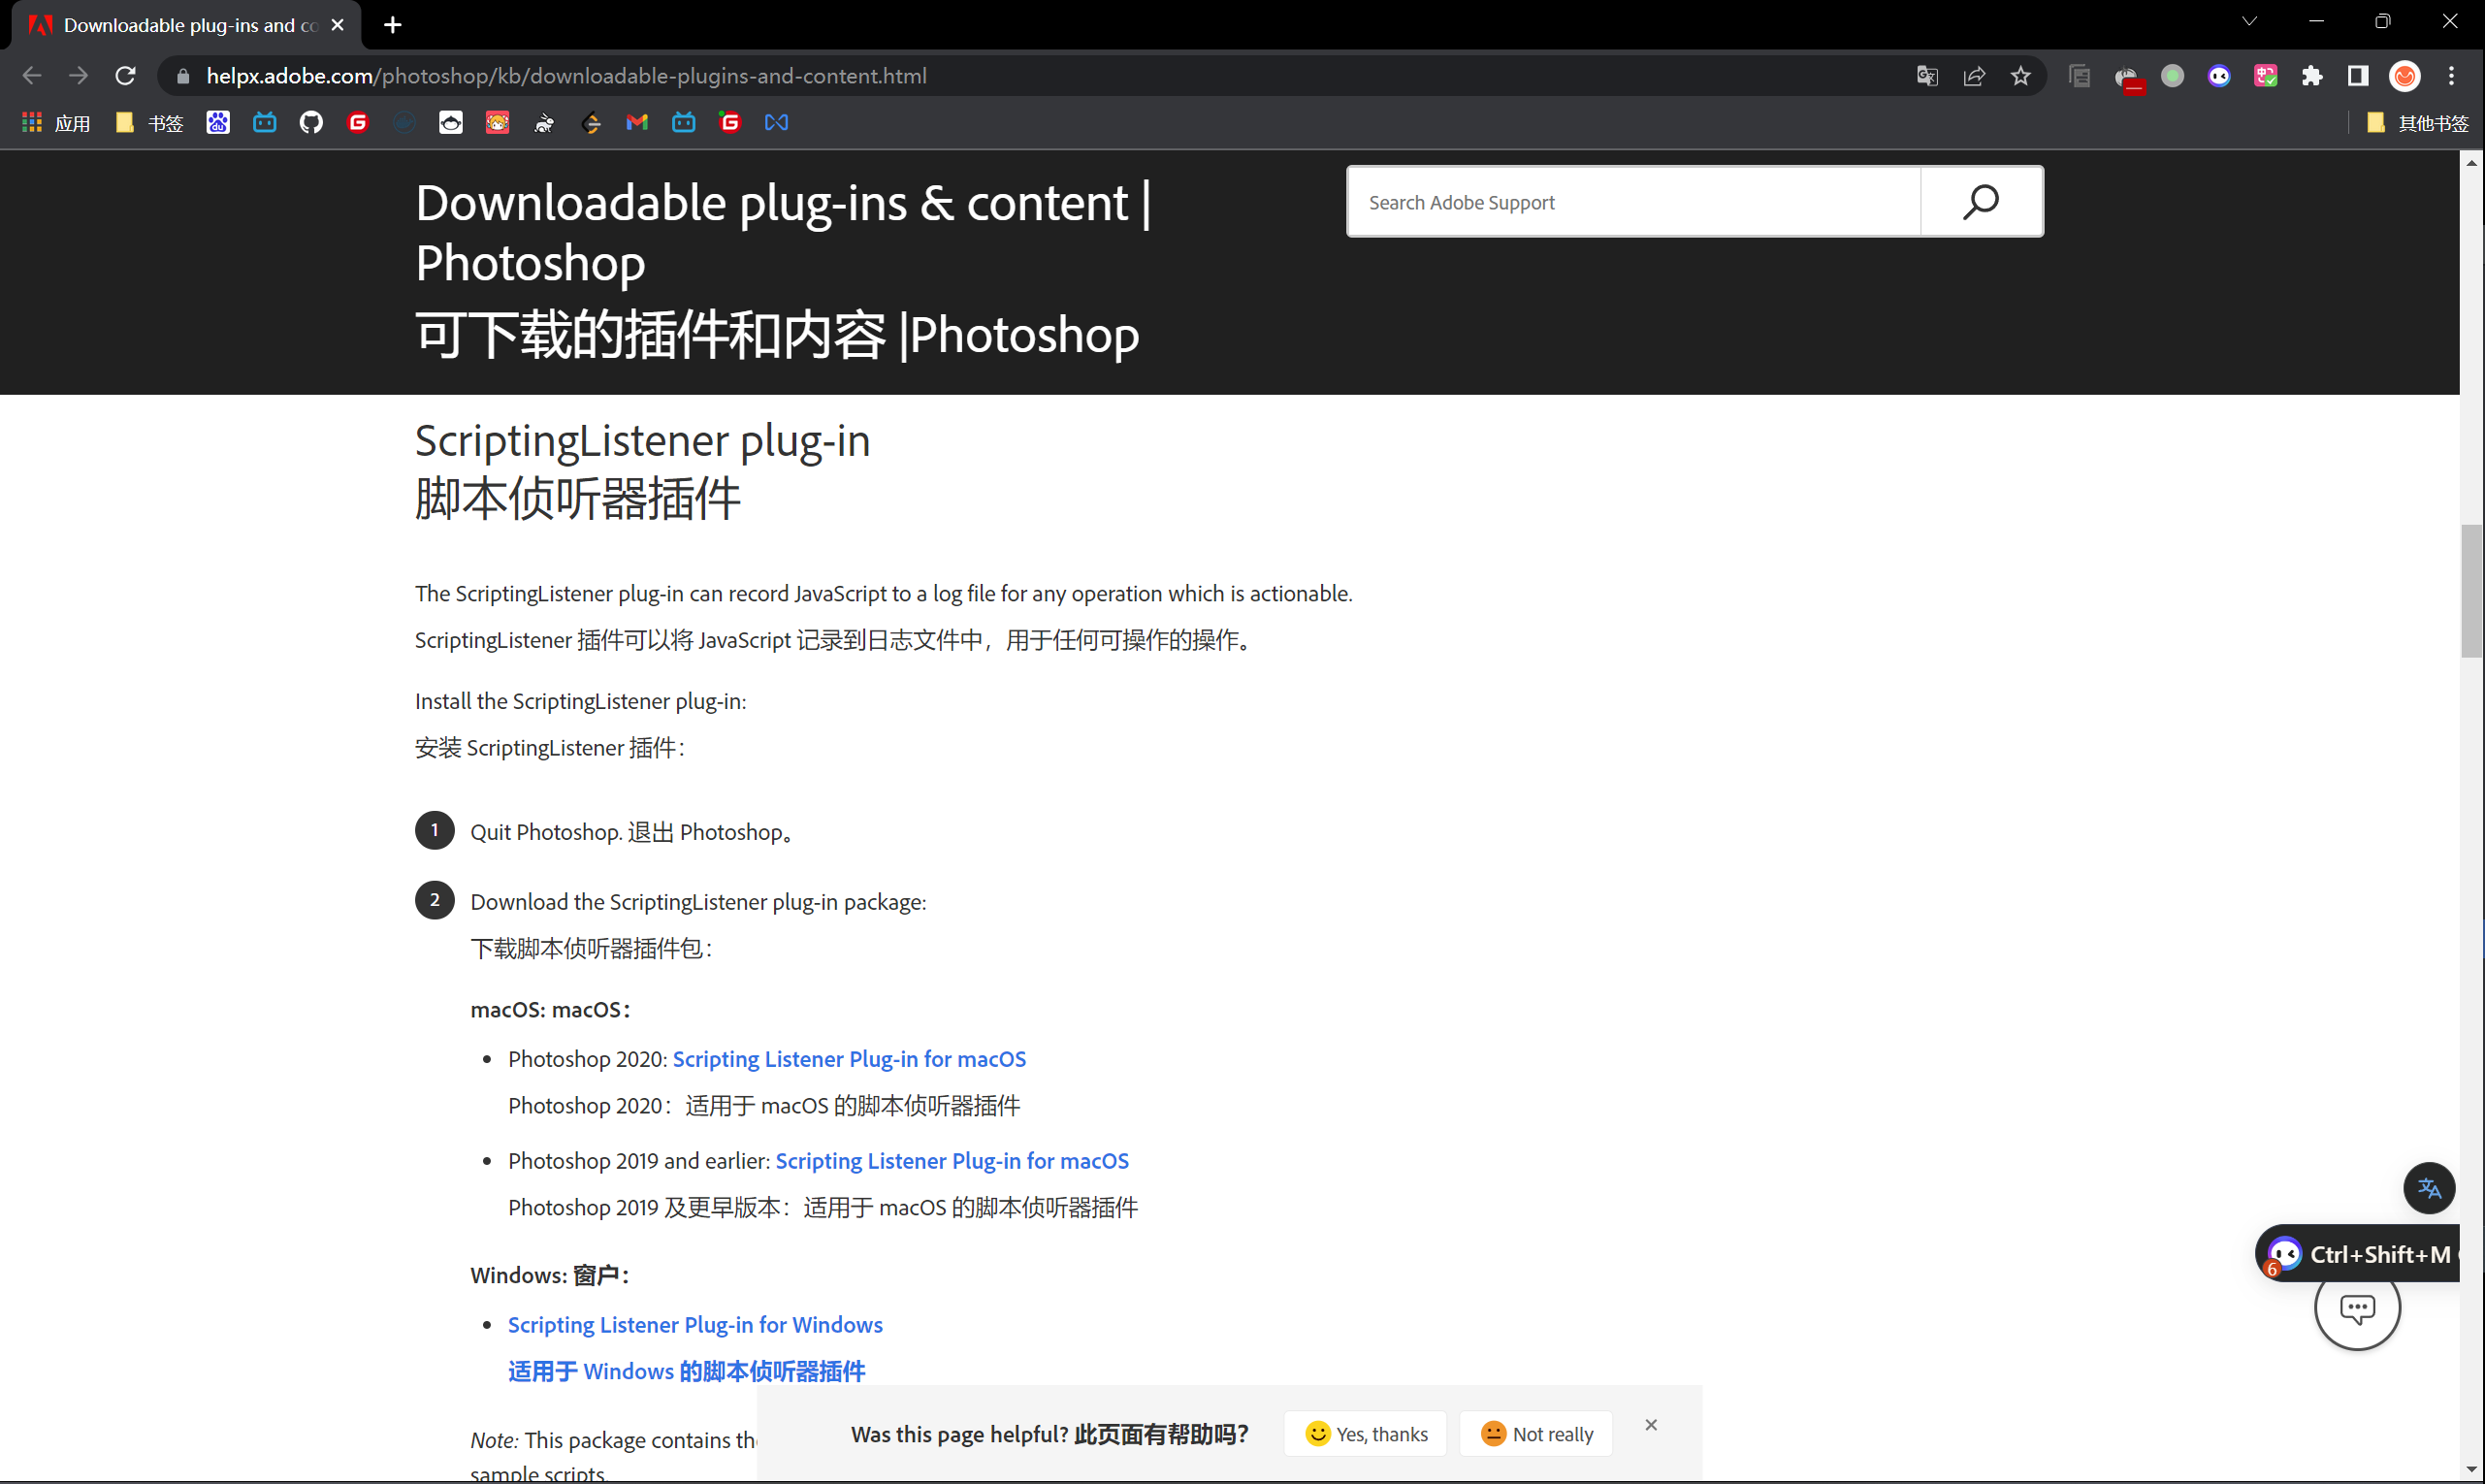 Downloadable plug-ins and co
helpx.adobe.com/photoshop/kb/downloadable-plugins-and-content.html
应用 书签 其他书签
Downloadable plug-ins & content |
Photoshop
可下载的插件和内容 |Photoshop
Search Adobe Support
ScriptingListener plug-in
脚本侦听器插件
The ScriptingListener plug-in can record JavaScript to a log file for any operation which is actionable.
ScriptingListener 插件可以将 JavaScript 记录到日志文件中，用于任何可操作的操作。
Install the ScriptingListener plug-in:
安装 ScriptingListener 插件：
1 Quit Photoshop. 退出 Photoshop。
2 Download the ScriptingListener plug-in package:
下载脚本侦听器插件包：
macOS: macOS：
• Photoshop 2020: Scripting Listener Plug-in for macOS
Photoshop 2020：适用于 macOS 的脚本侦听器插件
• Photoshop 2019 and earlier: Scripting Listener Plug-in for macOS
Photoshop 2019 及更早版本：适用于 macOS 的脚本侦听器插件
Windows: 窗户：
6 Ctrl+Shift+M
• Scripting Listener Plug-in for Windows
适用于 Windows 的脚本侦听器插件
Note: This package contains the
sample scripts.
Was this page helpful? 此页面有帮助吗？ Yes, thanks Not really